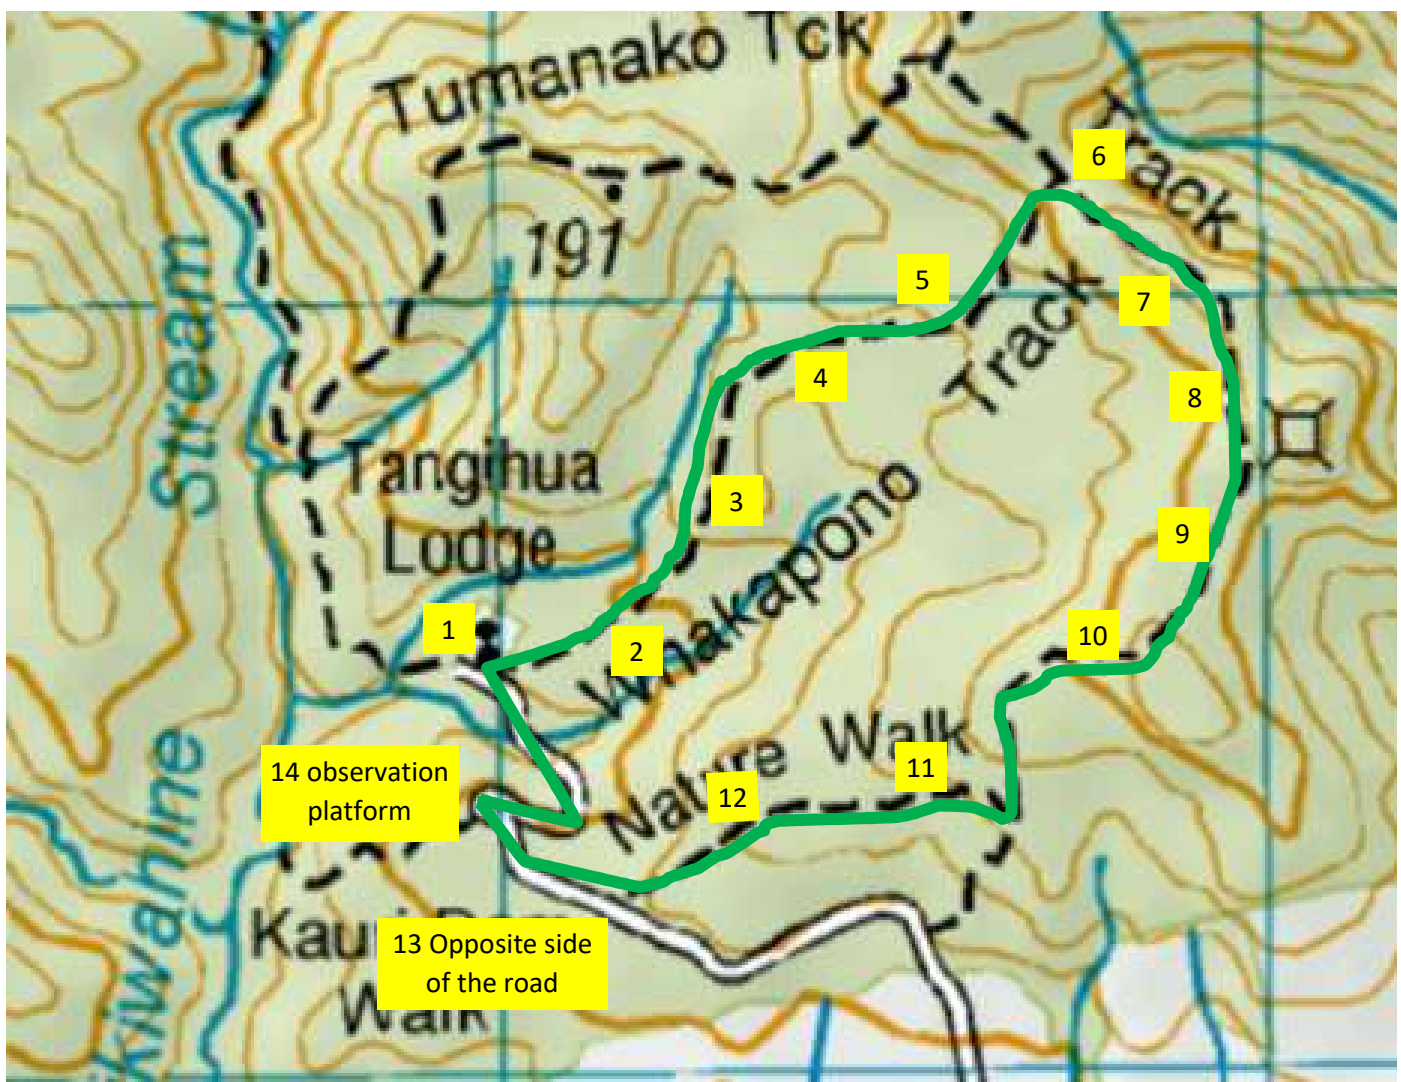 Tumanako Tck
6
Track
191
5
7
Stream
Track
4
8
Tangihua
Lodge
3
9
Whakapono
1
2
10
Nature Walk
11
14 observation
platform
12
kiwahine
13 Opposite side
of the road
Walk